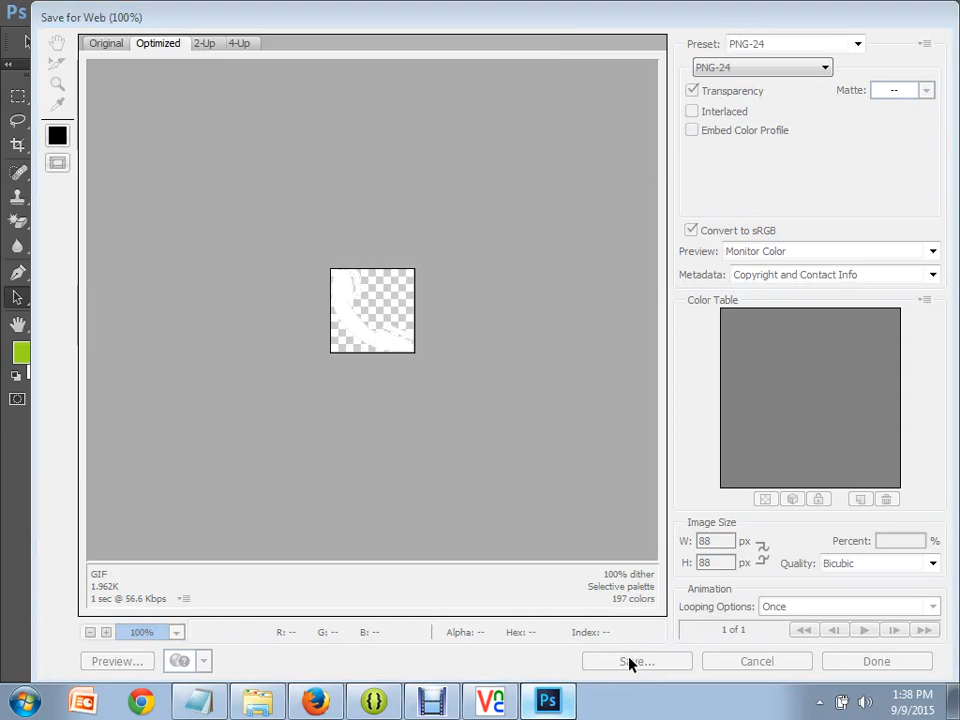 Ps
Save for Web (100%)
Original Optimized 2-Up 4-Up
Preset: PNG-24
PNG-24
Transparency Matte: --
Interlaced
Embed Color Profile
Convert to sRGB
Preview: Monitor Color
Metadata: Copyright and Contact Info
Color Table
Image Size
W: 88 px Percent: %
H: 88 px Quality: Bicubic
Animation
Looping Options: Once
1 of 1
GIF 100% dither
1.962K Selective palette
1 sec @ 56.6 Kbps 197 colors
100% R: -- G: -- B: -- Alpha: -- Hex: -- Index: --
Preview... Save... Cancel Done
Ps
1:38 PM
9/9/2015